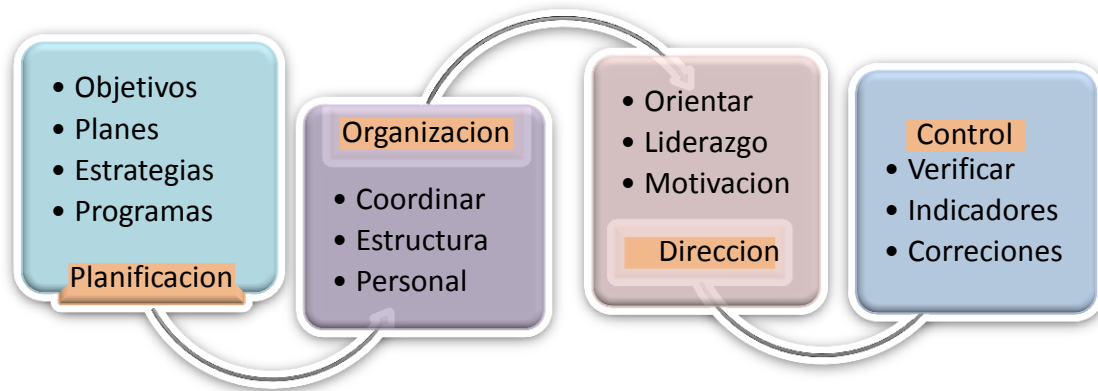 • Objetivos
• Planes
• Estrategias
• Programas
Planificacion
Organizacion
• Coordinar
• Estructura
• Personal
• Orientar
• Liderazgo
• Motivacion
Direccion
Control
• Verificar
• Indicadores
• Correciones